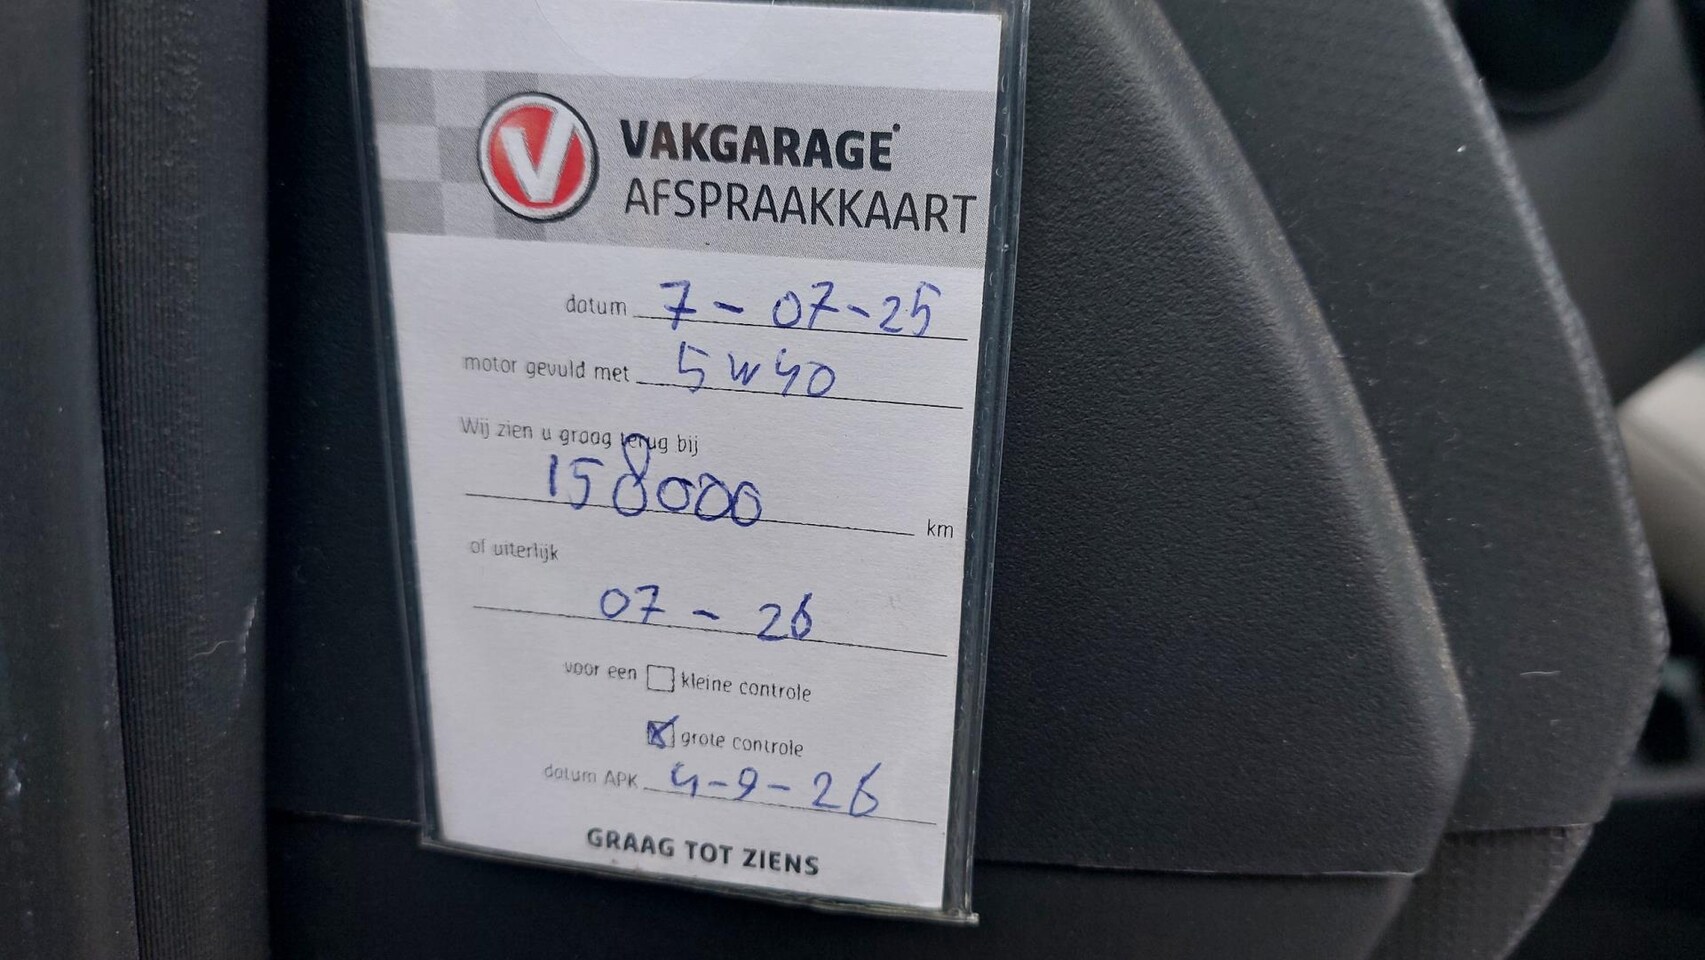 V
VAKGARAGE
AFSPRAAKKAART
datum 7-07-25
motor gevuld met 5W40
Wij zien u graag terug bij
158000 km
of uiterlijk
07-26
voor een kleine controle
grote controle
datum APK 4-9-26
GRAAG TOT ZIENS